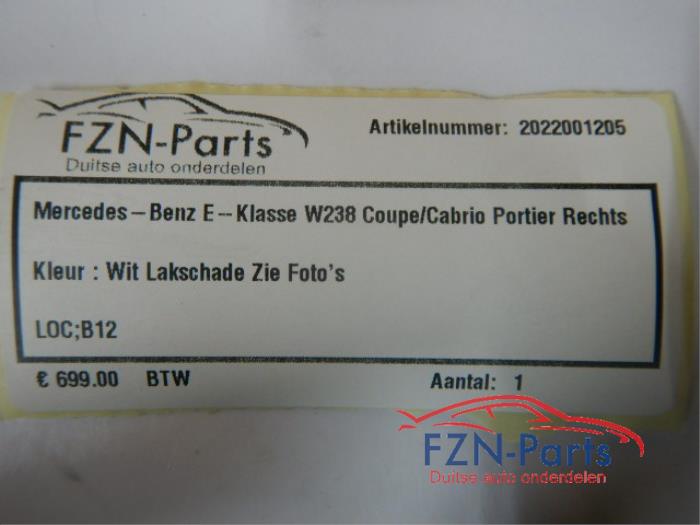 FZN-Parts
Duitse auto onderdelen
Artikelnummer: 2022001205
Mercedes-Benz E-Klasse W238 Coupe/Cabrio Portier Rechts
Kleur : Wit Lakschade Zie Foto's
LOC;B12
€ 699.00 BTW
Aantal: 1
FZN-Parts
Duitse auto onderdelen